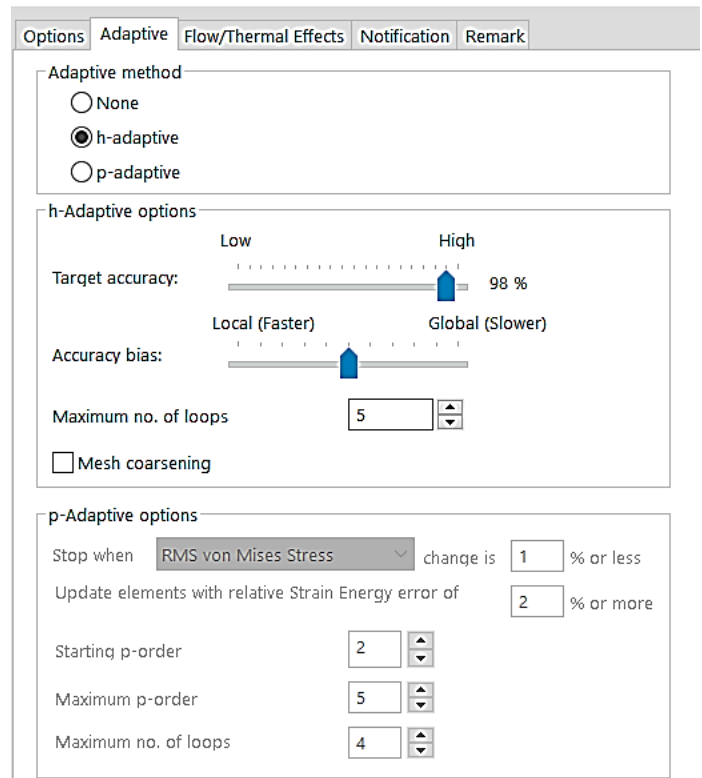 Options Adaptive Flow/Thermal Effects Notification Remark
Adaptive method
None
h-adaptive
p-adaptive
h-Adaptive options
Low High
Target accuracy: 98 %
Local (Faster) Global (Slower)
Accuracy bias:
Maximum no. of loops 5
Mesh coarsening
p-Adaptive options
Stop when RMS von Mises Stress change is 1 % or less
Update elements with relative Strain Energy error of 2 % or more
Starting p-order 2
Maximum p-order 5
Maximum no. of loops 4